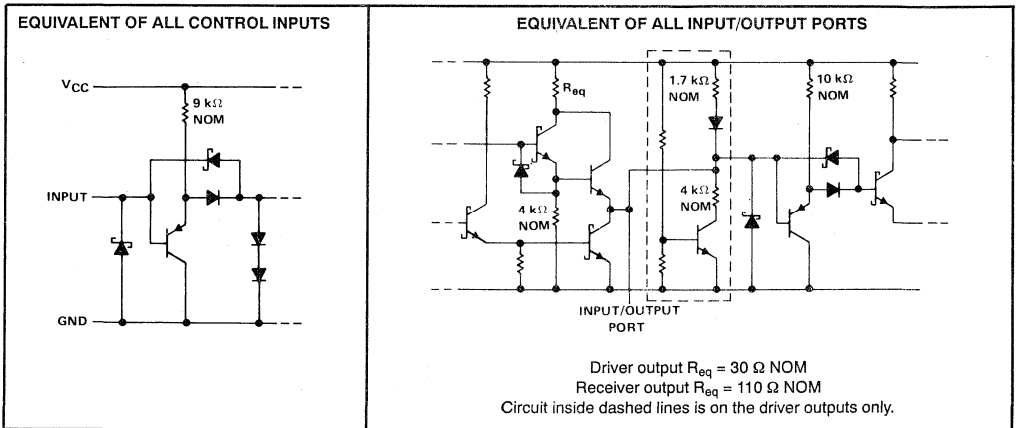 EQUIVALENT OF ALL CONTROL INPUTS
VCC
9 kΩ
NOM
INPUT
GND
EQUIVALENT OF ALL INPUT/OUTPUT PORTS
Req
4 kΩ
NOM
1.7 kΩ
NOM
4 kΩ
NOM
10 kΩ
NOM
INPUT/OUTPUT
PORT
Driver output Req = 30 Ω NOM
Receiver output Req = 110 Ω NOM
Circuit inside dashed lines is on the driver outputs only.